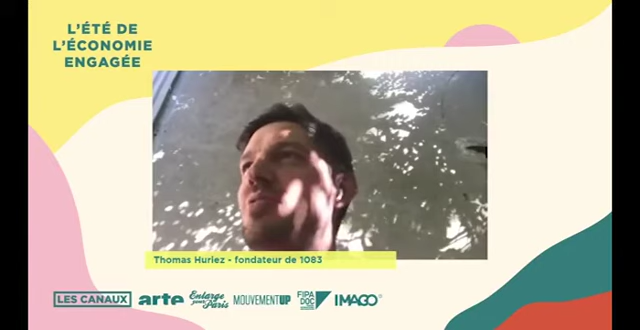 L'ÉTÉ DE
L'ÉCONOMIE
ENGAGÉE
Thomas Huriez - fondateur de 1083
LES CANAUX arte Enlarge your Paris MOUVEMENTUP FIPA DOC IMAGO